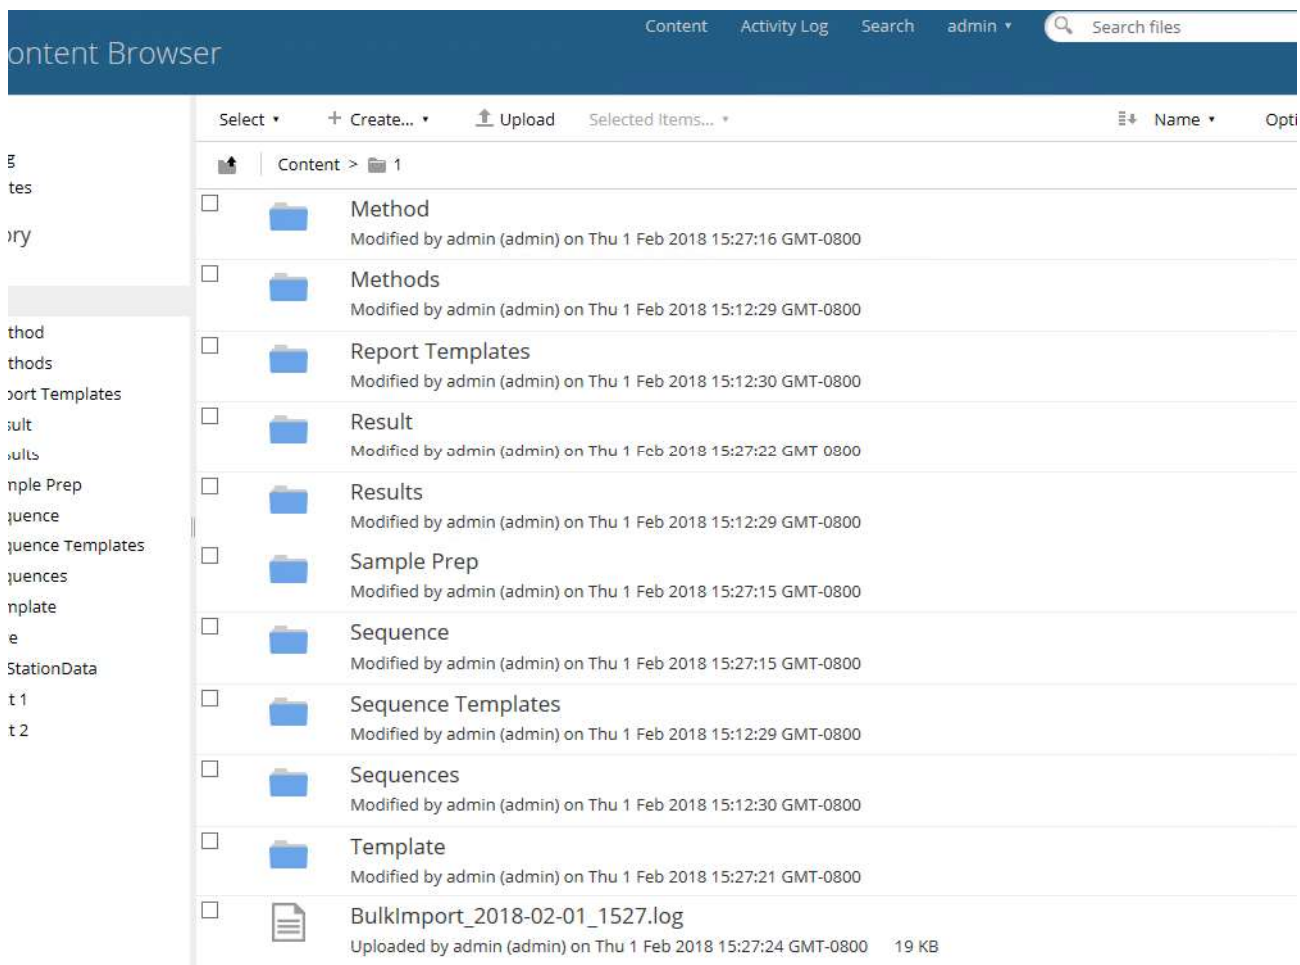 Content Activity Log Search admin Search files
ontent Browser
Select Create... Upload Selected Items... Name Opti
g
Content > 1
tes
ory
Method
Modified by admin (admin) on Thu 1 Feb 2018 15:27:16 GMT-0800
Methods
Modified by admin (admin) on Thu 1 Feb 2018 15:12:29 GMT-0800
thod
thods
port Templates
sult
sults
mple Prep
quence
quence Templates
quences
mplate
e
StationData
t 1
t 2
Report Templates
Modified by admin (admin) on Thu 1 Feb 2018 15:12:30 GMT-0800
Result
Modified by admin (admin) on Thu 1 Feb 2018 15:27:22 GMT-0800
Results
Modified by admin (admin) on Thu 1 Feb 2018 15:12:29 GMT-0800
Sample Prep
Modified by admin (admin) on Thu 1 Feb 2018 15:27:15 GMT-0800
Sequence
Modified by admin (admin) on Thu 1 Feb 2018 15:27:15 GMT-0800
Sequence Templates
Modified by admin (admin) on Thu 1 Feb 2018 15:12:29 GMT-0800
Sequences
Modified by admin (admin) on Thu 1 Feb 2018 15:12:30 GMT-0800
Template
Modified by admin (admin) on Thu 1 Feb 2018 15:27:21 GMT-0800
BulkImport_2018-02-01_1527.log
Uploaded by admin (admin) on Thu 1 Feb 2018 15:27:24 GMT-0800 19 KB